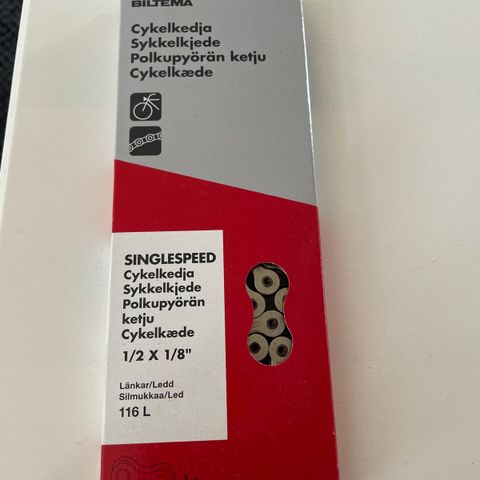 BILTEMA
Cykelkedja
Sykkelkjede
Polkupyörän ketju
Cykelkæde
SINGLESPEED
Cykelkedja
Sykkelkjede
Polkupyörän
ketju
Cykelkæde
1/2 X 1/8"
Länkar/Ledd
Silmukkaa/Led
116 L